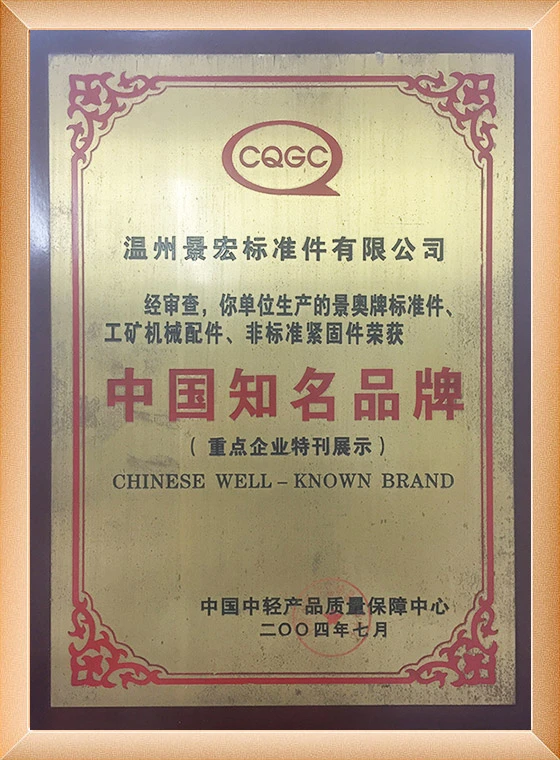 CQGC
温州景宏标准件有限公司
经审查，你单位生产的景奥牌标准件、
工矿机械配件、非标准紧固件荣获
中国知名品牌
（重点企业特刊展示）
CHINESE WELL – KNOWN BRAND
中国中轻产品质量保障中心
二〇〇四年七月